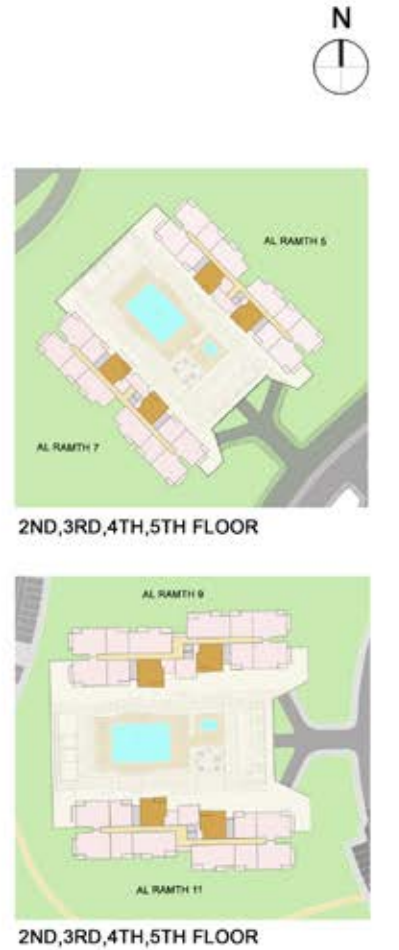 N
AL RAMTH 5
AL RAMTH 7
2ND,3RD,4TH,5TH FLOOR
AL RAMTH 9
AL RAMTH 11
2ND,3RD,4TH,5TH FLOOR